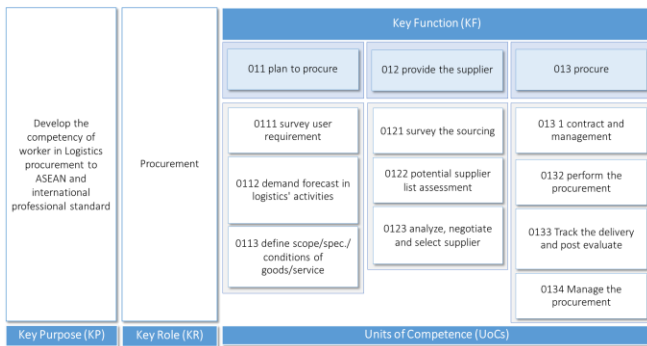 Key Function (KF)
011 plan to procure
012 provide the supplier
013 procure
Develop the
competency of
worker in Logistics
procurement to
ASEAN and
international
professional standard
Procurement
0111 survey user
requirement
0112 demand forecast in
logistics' activities
0113 define scope/spec./
conditions of
goods/service
0121 survey the sourcing
0122 potential supplier
list assessment
0123 analyze, negotiate
and select supplier
013 1 contract and
management
0132 perform the
procurement
0133 Track the delivery
and post evaluate
0134 Manage the
procurement
Key Purpose (KP)
Key Role (KR)
Units of Competence (UoCs)